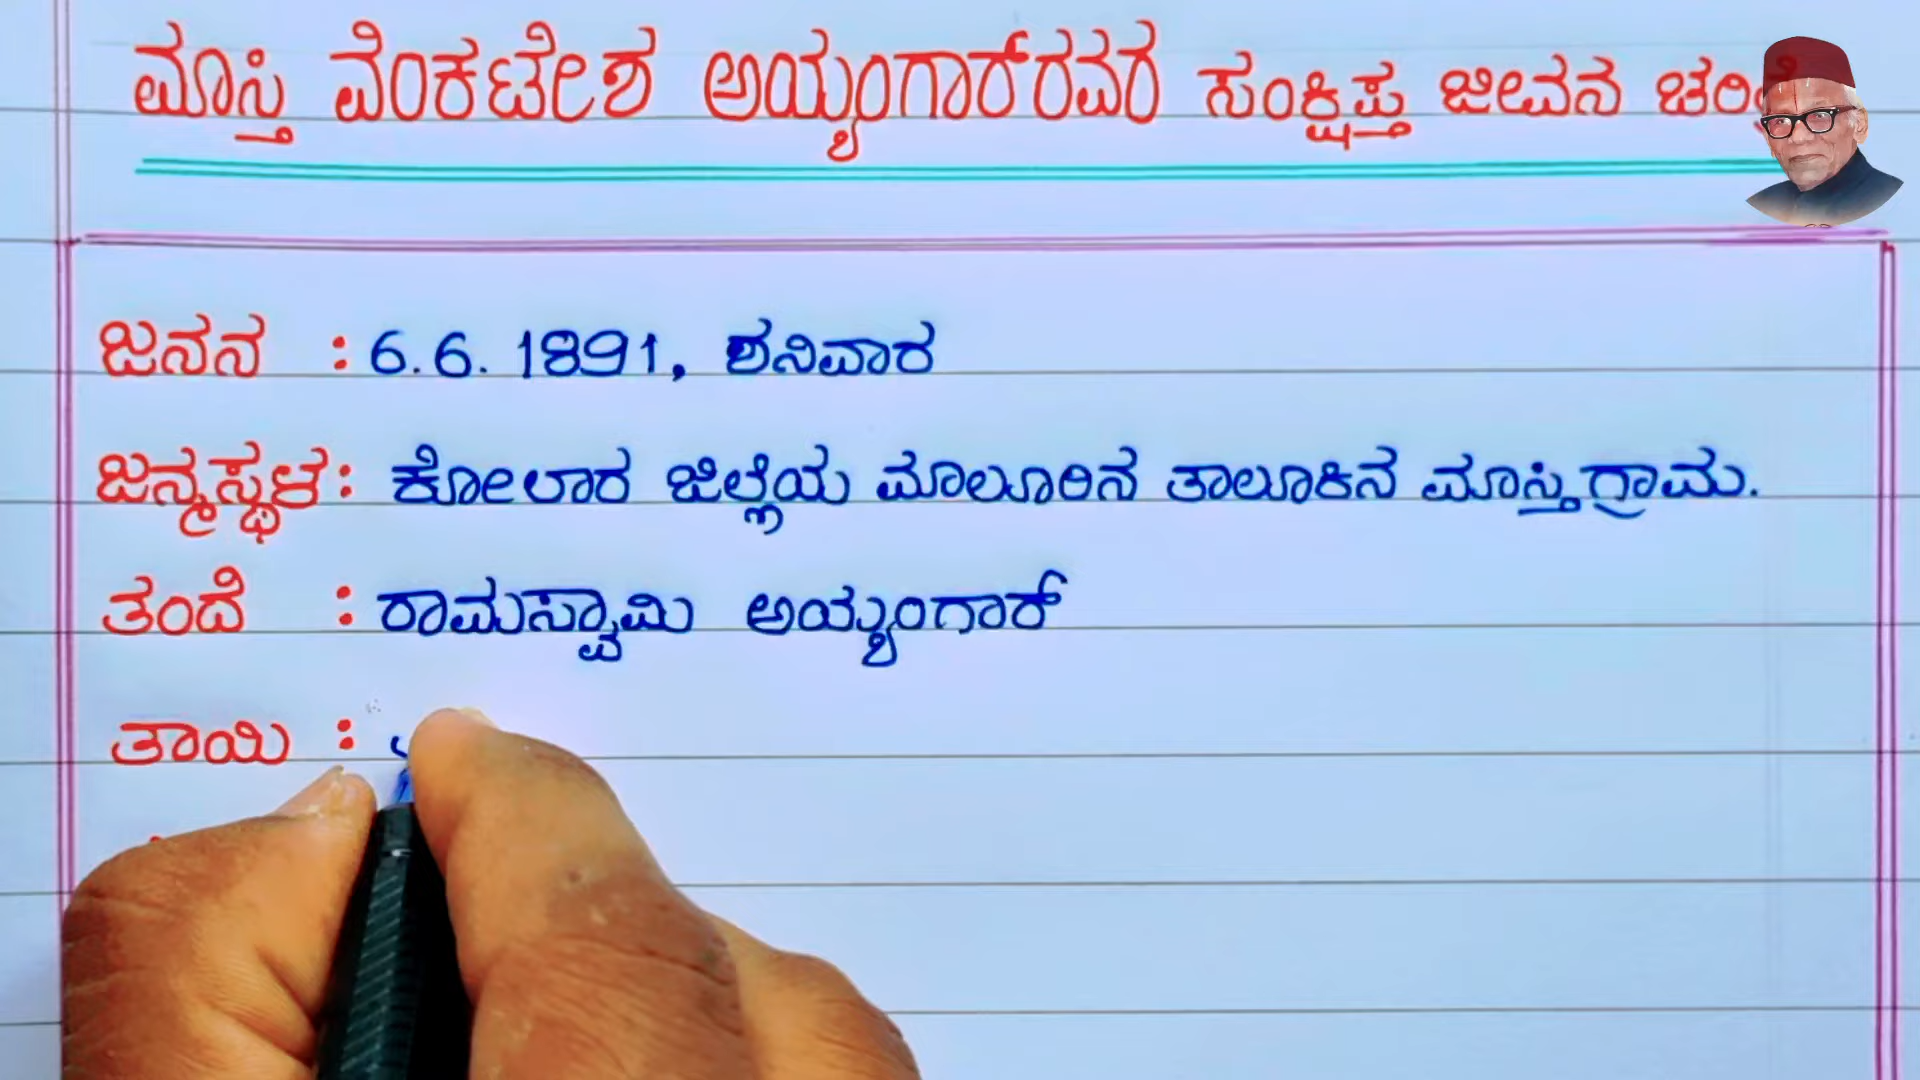 ಮಾಸ್ತಿ ವೆಂಕಟೇಶ ಅಯ್ಯಂಗಾರ್‌ರವರ ಸಂಕ್ಷಿಪ್ತ ಜೀವನ
ಜನನ : 6.6.1891, ಶನಿವಾರ
ಜನ್ಮಸ್ಥಳ: ಕೋಲಾರ ಜಿಲ್ಲೆಯ ಮಾಲೂರಿನ ತಾಲೂಕಿನ ಮಾಸ್ತಿಗ್ರಾಮ.
ತಂದೆ : ರಾಮಸ್ವಾಮಿ ಅಯ್ಯಂಗಾರ್
ತಾಯಿ :